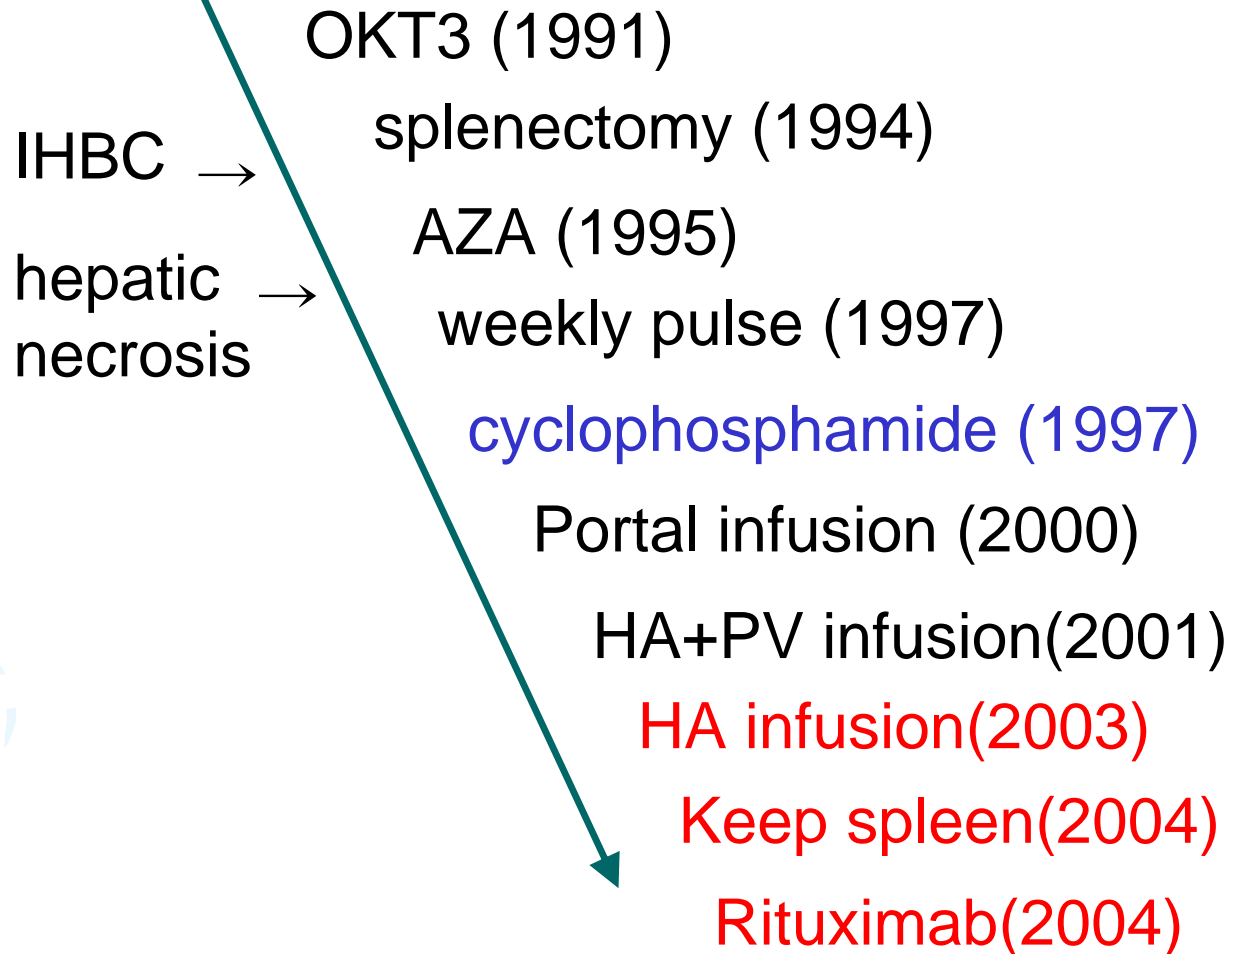 OKT3 (1991)
splenectomy (1994)
IHBC →
AZA (1995)
hepatic →
necrosis
weekly pulse (1997)
cyclophosphamide (1997)
Portal infusion (2000)
HA+PV infusion(2001)
HA infusion(2003)
Keep spleen(2004)
Rituximab(2004)